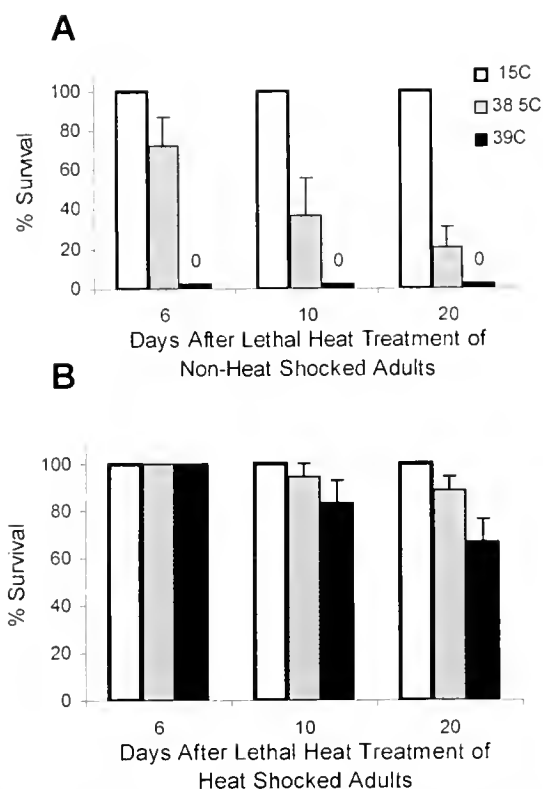 A
100
80
60
40
20
0
% Survival
15C
38 5C
39C
0
0
0
6
10
20
Days After Lethal Heat Treatment of
Non-Heat Shocked Adults
B
100
80
60
40
20
0
% Survival
6
10
20
Days After Lethal Heat Treatment of
Heat Shocked Adults